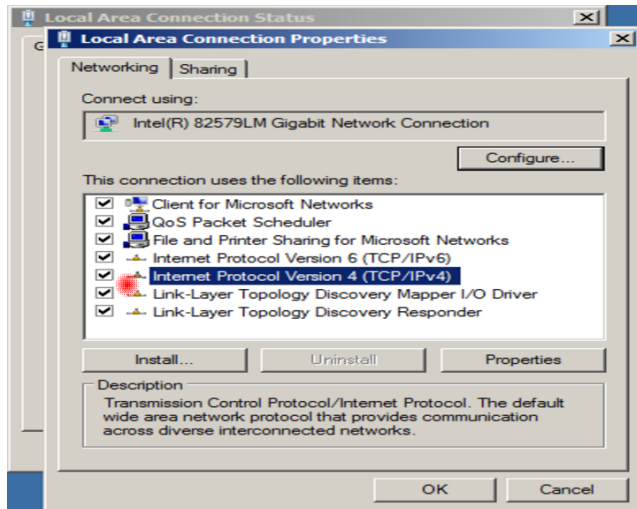 Local Area Connection Status
Local Area Connection Properties
G
Networking
Sharing
Connect using:
Intel(R) 82579LM Gigabit Network Connection
Configure...
This connection uses the following items:
Client for Microsoft Networks
QoS Packet Scheduler
File and Printer Sharing for Microsoft Networks
Internet Protocol Version 6 (TCP/IPv6)
Internet Protocol Version 4 (TCP/IPv4)
Link-Layer Topology Discovery Mapper I/O Driver
Link-Layer Topology Discovery Responder
Install...
Uninstall
Properties
Description
Transmission Control Protocol/Internet Protocol. The default
wide area network protocol that provides communication
across diverse interconnected networks.
OK
Cancel